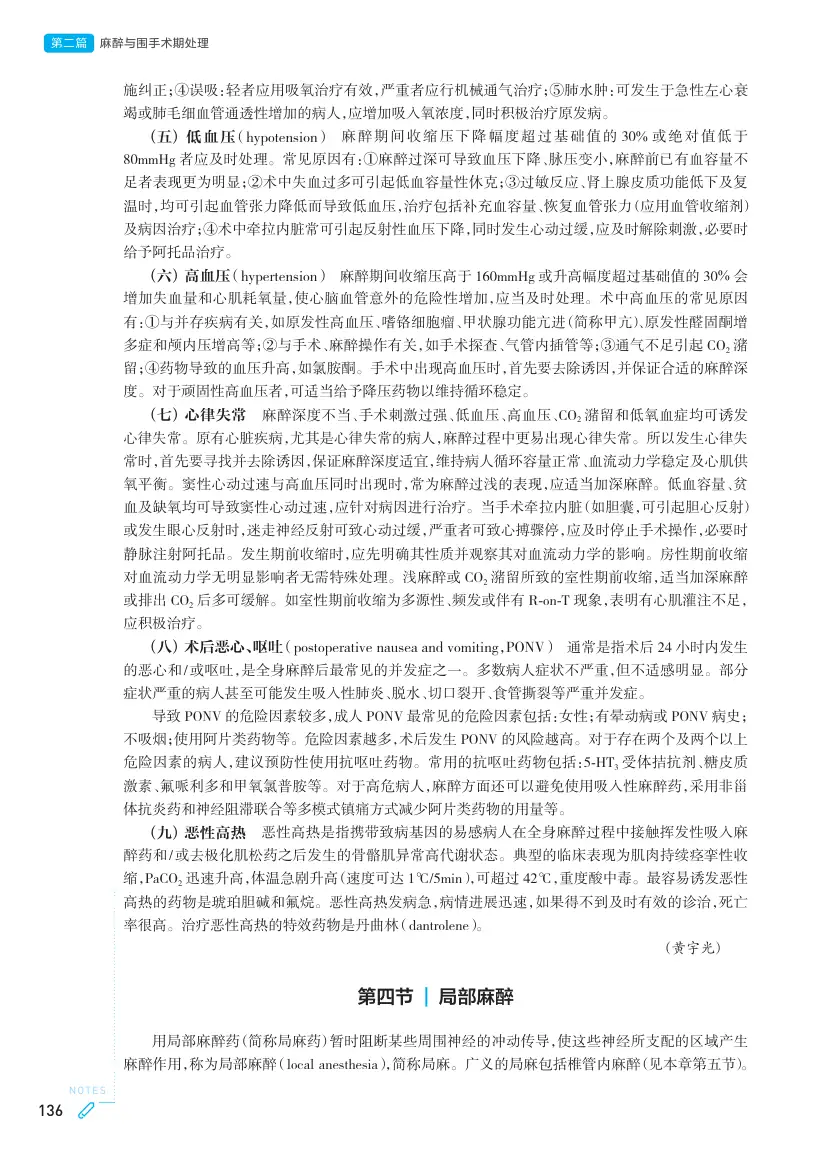 第二篇 麻醉与围手术期处理
施纠正;④误吸:轻者应用吸氧治疗有效,严重者应行机械通气治疗;⑤肺水肿:可发生于急性左心衰
竭或肺毛细血管通透性增加的病人,应增加吸入氧浓度,同时积极治疗原发病。
(五)低血压(hypotension) 麻醉期间收缩压下降幅度超过基础值的 30% 或绝对值低于
80mmHg 者应及时处理。常见原因有:①麻醉过深可导致血压下降、脉压变小,麻醉前已有血容量不
足者表现更为明显;②术中失血过多可引起低血容量性休克;③过敏反应、肾上腺皮质功能低下及复
温时,均可引起血管张力降低而导致低血压,治疗包括补充血容量、恢复血管张力(应用血管收缩剂)
及病因治疗;④术中牵拉内脏常可引起反射性血压下降,同时发生心动过缓,应及时解除刺激,必要时
给予阿托品治疗。
(六)高血压(hypertension) 麻醉期间收缩压高于 160mmHg 或升高幅度超过基础值的 30% 会
增加失血量和心肌耗氧量,使心脑血管意外的危险性增加,应当及时处理。术中高血压的常见原因
有:①与并存疾病有关,如原发性高血压、嗜铬细胞瘤、甲状腺功能亢进(简称甲亢)、原发性醛固酮增
多症和颅内压增高等;②与手术、麻醉操作有关,如手术探查、气管内插管等;③通气不足引起 CO₂ 潴
留;④药物导致的血压升高,如氯胺酮。手术中出现高血压时,首先要去除诱因,并保证合适的麻醉深
度。对于顽固性高血压者,可适当给予降压药物以维持循环稳定。
(七)心律失常 麻醉深度不当、手术刺激过强、低血压、高血压、CO₂ 潴留和低氧血症均可诱发
心律失常。原有心脏疾病,尤其是心律失常的病人,麻醉过程中更易出现心律失常。所以发生心律失
常时,首先要寻找并去除诱因,保证麻醉深度适宜,维持病人循环容量正常、血流动力学稳定及心肌供
氧平衡。窦性心动过速与高血压同时出现时,常为麻醉过浅的表现,应适当加深麻醉。低血容量、贫
血及缺氧均可导致窦性心动过速,应针对病因进行治疗。当手术牵拉内脏(如胆囊,可引起胆心反射)
或发生眼心反射时,迷走神经反射可致心动过缓,严重者可致心搏骤停,应及时停止手术操作,必要时
静脉注射阿托品。发生期前收缩时,应先明确其性质并观察其对血流动力学的影响。房性期前收缩
对血流动力学无明显影响者无需特殊处理。浅麻醉或 CO₂ 潴留所致的室性期前收缩,适当加深麻醉
或排出 CO₂ 后多可缓解。如室性期前收缩为多源性、频发或伴有 R-on-T 现象,表明有心肌灌注不足,
应积极治疗。
(八)术后恶心、呕吐(postoperative nausea and vomiting,PONV) 通常是指术后 24 小时内发生
的恶心和/或呕吐,是全身麻醉后最常见的并发症之一。多数病人症状不严重,但不适感明显。部分
症状严重的病人甚至可能发生吸入性肺炎、脱水、切口裂开、食管撕裂等严重并发症。
导致 PONV 的危险因素较多,成人 PONV 最常见的危险因素包括:女性;有晕动病或 PONV 病史;
不吸烟;使用阿片类药物等。危险因素越多,术后发生 PONV 的风险越高。对于存在两个及两个以上
危险因素的病人,建议预防性使用抗呕吐药物。常用的抗呕吐药物包括:5-HT₃ 受体拮抗剂、糖皮质
激素、氟哌利多和甲氧氯普胺等。对于高危病人,麻醉方面还可以避免使用吸入性麻醉药,采用非甾
体抗炎药和神经阻滞联合等多模式镇痛方式减少阿片类药物的用量等。
(九)恶性高热 恶性高热是指携带致病基因的易感病人在全身麻醉过程中接触挥发性吸入麻
醉药和/或去极化肌松药之后发生的骨骼肌异常高代谢状态。典型的临床表现为肌肉持续痉挛性收
缩,PaCO₂ 迅速升高,体温急剧升高(速度可达 1℃/5min),可超过 42℃,重度酸中毒。最容易诱发恶性
高热的药物是琥珀胆碱和氟烷。恶性高热发病急,病情进展迅速,如果得不到及时有效的诊治,死亡
率很高。治疗恶性高热的特效药物是丹曲林(dantrolene)。
(黄宇光)
第四节 | 局部麻醉
用局部麻醉药(简称局麻药)暂时阻断某些周围神经的冲动传导,使这些神经所支配的区域产生
麻醉作用,称为局部麻醉(local anesthesia),简称局麻。广义的局麻包括椎管内麻醉(见本章第五节)。
NOTES
136